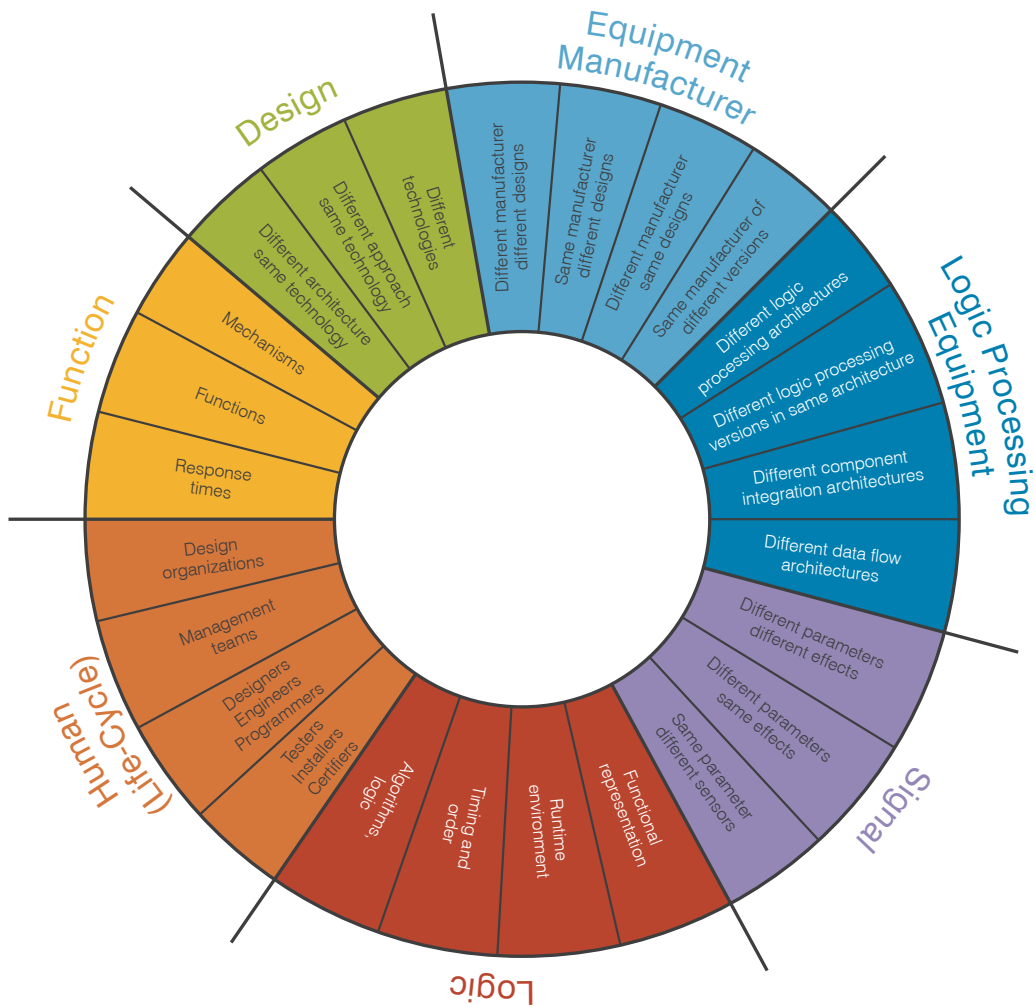 Equipment
Manufacturer
Different manufacturer
different designs
Same manufacturer
different designs
Different manufacturer
same designs
Same manufacturer of
different versions
Logic Processing
Equipment
Different logic
processing architectures
Different logic processing
versions in same architecture
Different component
integration architectures
Different data flow
architectures
Signal
Different parameters
different effects
Different parameters
same effects
Same parameter
different sensors
Logic
Functional
representation
Runtime
environment
Timing and
order
Algorithms,
logic
Human
(Life-Cycle)
Testers
Installers
Certifiers
Designers
Engineers
Programmers
Management
teams
Design
organizations
Function
Response
times
Functions
Mechanisms
Design
Different architecture
same technology
Different approach
same technology
Different
technologies